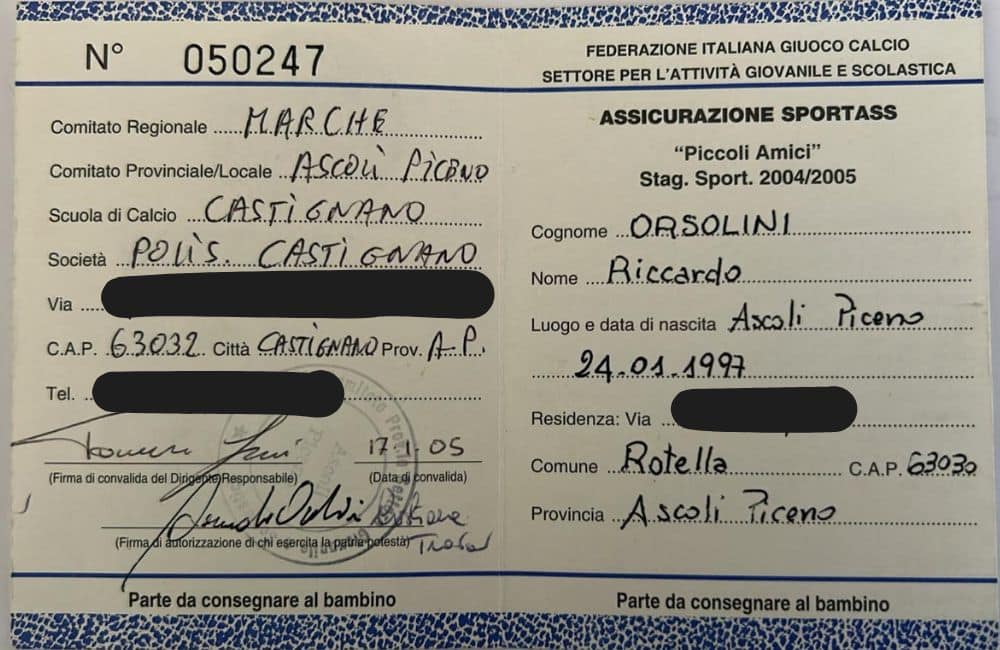 N° 050247
Comitato Regionale MARCHE
Comitato Provinciale/Locale ASCOLI PICENO
Scuola di Calcio CASTIGNANO
Società POLIS. CASTIGNANO
Via
C.A.P. 63032 Città CASTIGNANO Prov. A.P.
Tel.
17.1.05
(Firma di convalida del Dirigente Responsabile) (Data di convalida)
(Firma di autorizzazione di chi esercita la patria potestà)
Parte da consegnare al bambino
FEDERAZIONE ITALIANA GIUOCO CALCIO
SETTORE PER L'ATTIVITÀ GIOVANILE E SCOLASTICA
ASSICURAZIONE SPORTASS
"Piccoli Amici"
Stag. Sport. 2004/2005
Cognome ORSOLINI
Nome Riccardo
Luogo e data di nascita Ascoli Piceno
24.01.1997
Residenza: Via
Comune Rotella C.A.P. 63030
Provincia Ascoli Piceno
Parte da consegnare al bambino